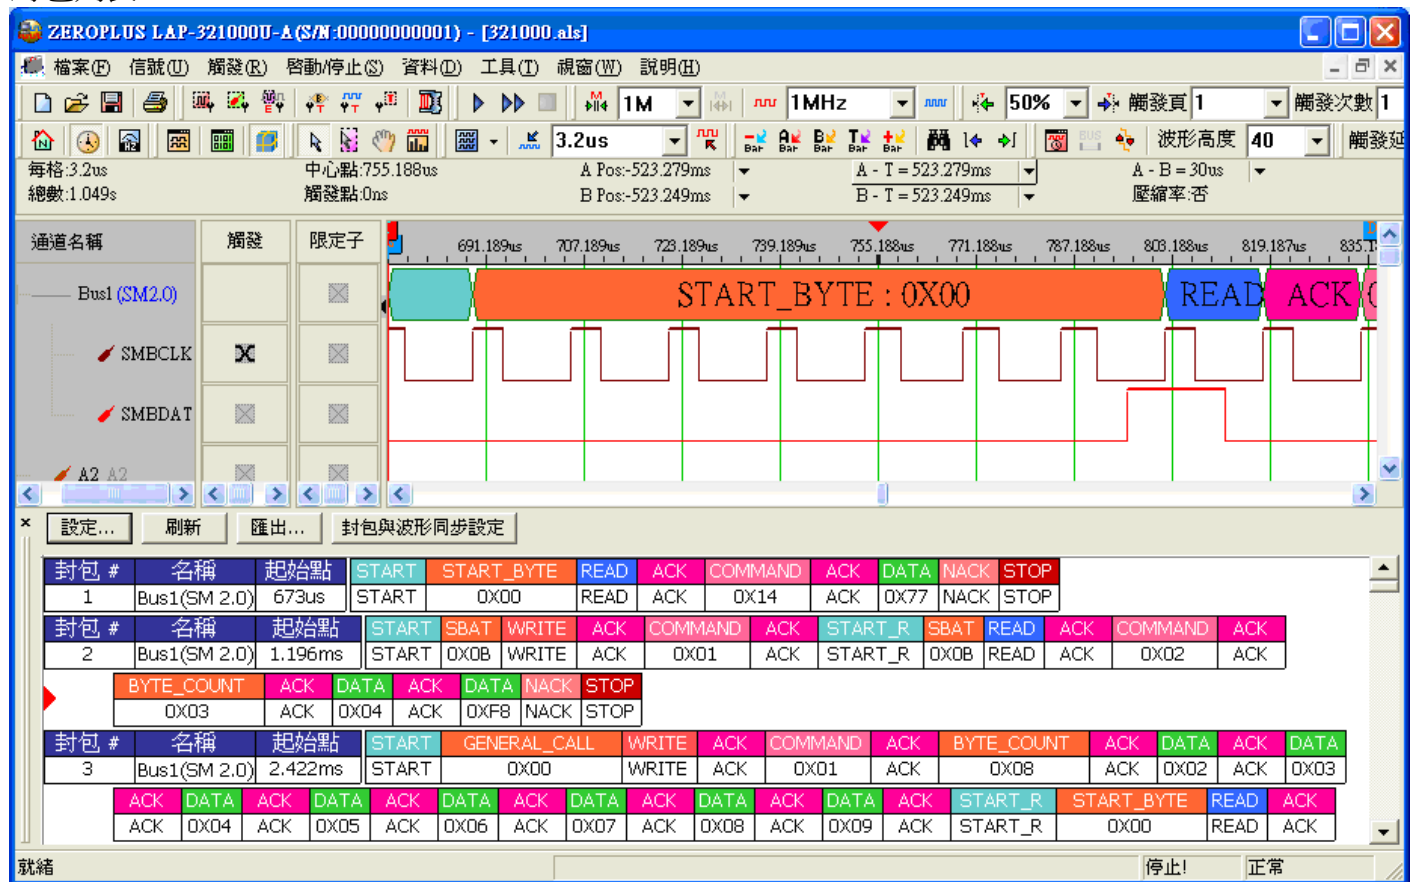 ZEROPLUS LAP-321000U-A(S/N:00000000001) - [321000.als]
檔案(F) 信號(U) 觸發(R) 啓動/停止(S) 資料(D) 工具(T) 視窗(W) 說明(H)
1M 1MHz 50% 觸發頁 1 觸發次數 1
3.2us Bar Bar Bar Bar Bar BUS 波形高度 40 觸發延
每格:3.2us 中心點:755.188us A Pos:-523.279ms A - T = 523.279ms A - B = 30us
總數:1.049s 觸發點:0ns B Pos:-523.249ms B - T = 523.249ms 壓縮率:否
通道名稱 觸發 限定子 691.189us 707.189us 723.189us 739.189us 755.188us 771.188us 787.188us 803.188us 819.187us 835.1
Bus1 (SM2.0) START_BYTE : 0X00 READ ACK
SMBCLK
SMBDAT
A2 A2
設定... 刷新 匯出... 封包與波形同步設定
封包 # 名稱 起始點 START START_BYTE READ ACK COMMAND ACK DATA NACK STOP
1 Bus1(SM 2.0) 673us START 0X00 READ ACK 0X14 ACK 0X77 NACK STOP
封包 # 名稱 起始點 START SBAT WRITE ACK COMMAND ACK START_R SBAT READ ACK COMMAND ACK
2 Bus1(SM 2.0) 1.196ms START 0X0B WRITE ACK 0X01 ACK START_R 0X0B READ ACK 0X02 ACK
BYTE_COUNT ACK DATA ACK DATA NACK STOP
0X03 ACK 0X04 ACK 0XF8 NACK STOP
封包 # 名稱 起始點 START GENERAL_CALL WRITE ACK COMMAND ACK BYTE_COUNT ACK DATA ACK DATA
3 Bus1(SM 2.0) 2.422ms START 0X00 WRITE ACK 0X01 ACK 0X08 ACK 0X02 ACK 0X03
ACK DATA ACK DATA ACK DATA ACK DATA ACK DATA ACK DATA ACK START_R START_BYTE READ ACK
ACK 0X04 ACK 0X05 ACK 0X06 ACK 0X07 ACK 0X08 ACK 0X09 ACK START_R 0X00 READ ACK
就緒 停止! 正常